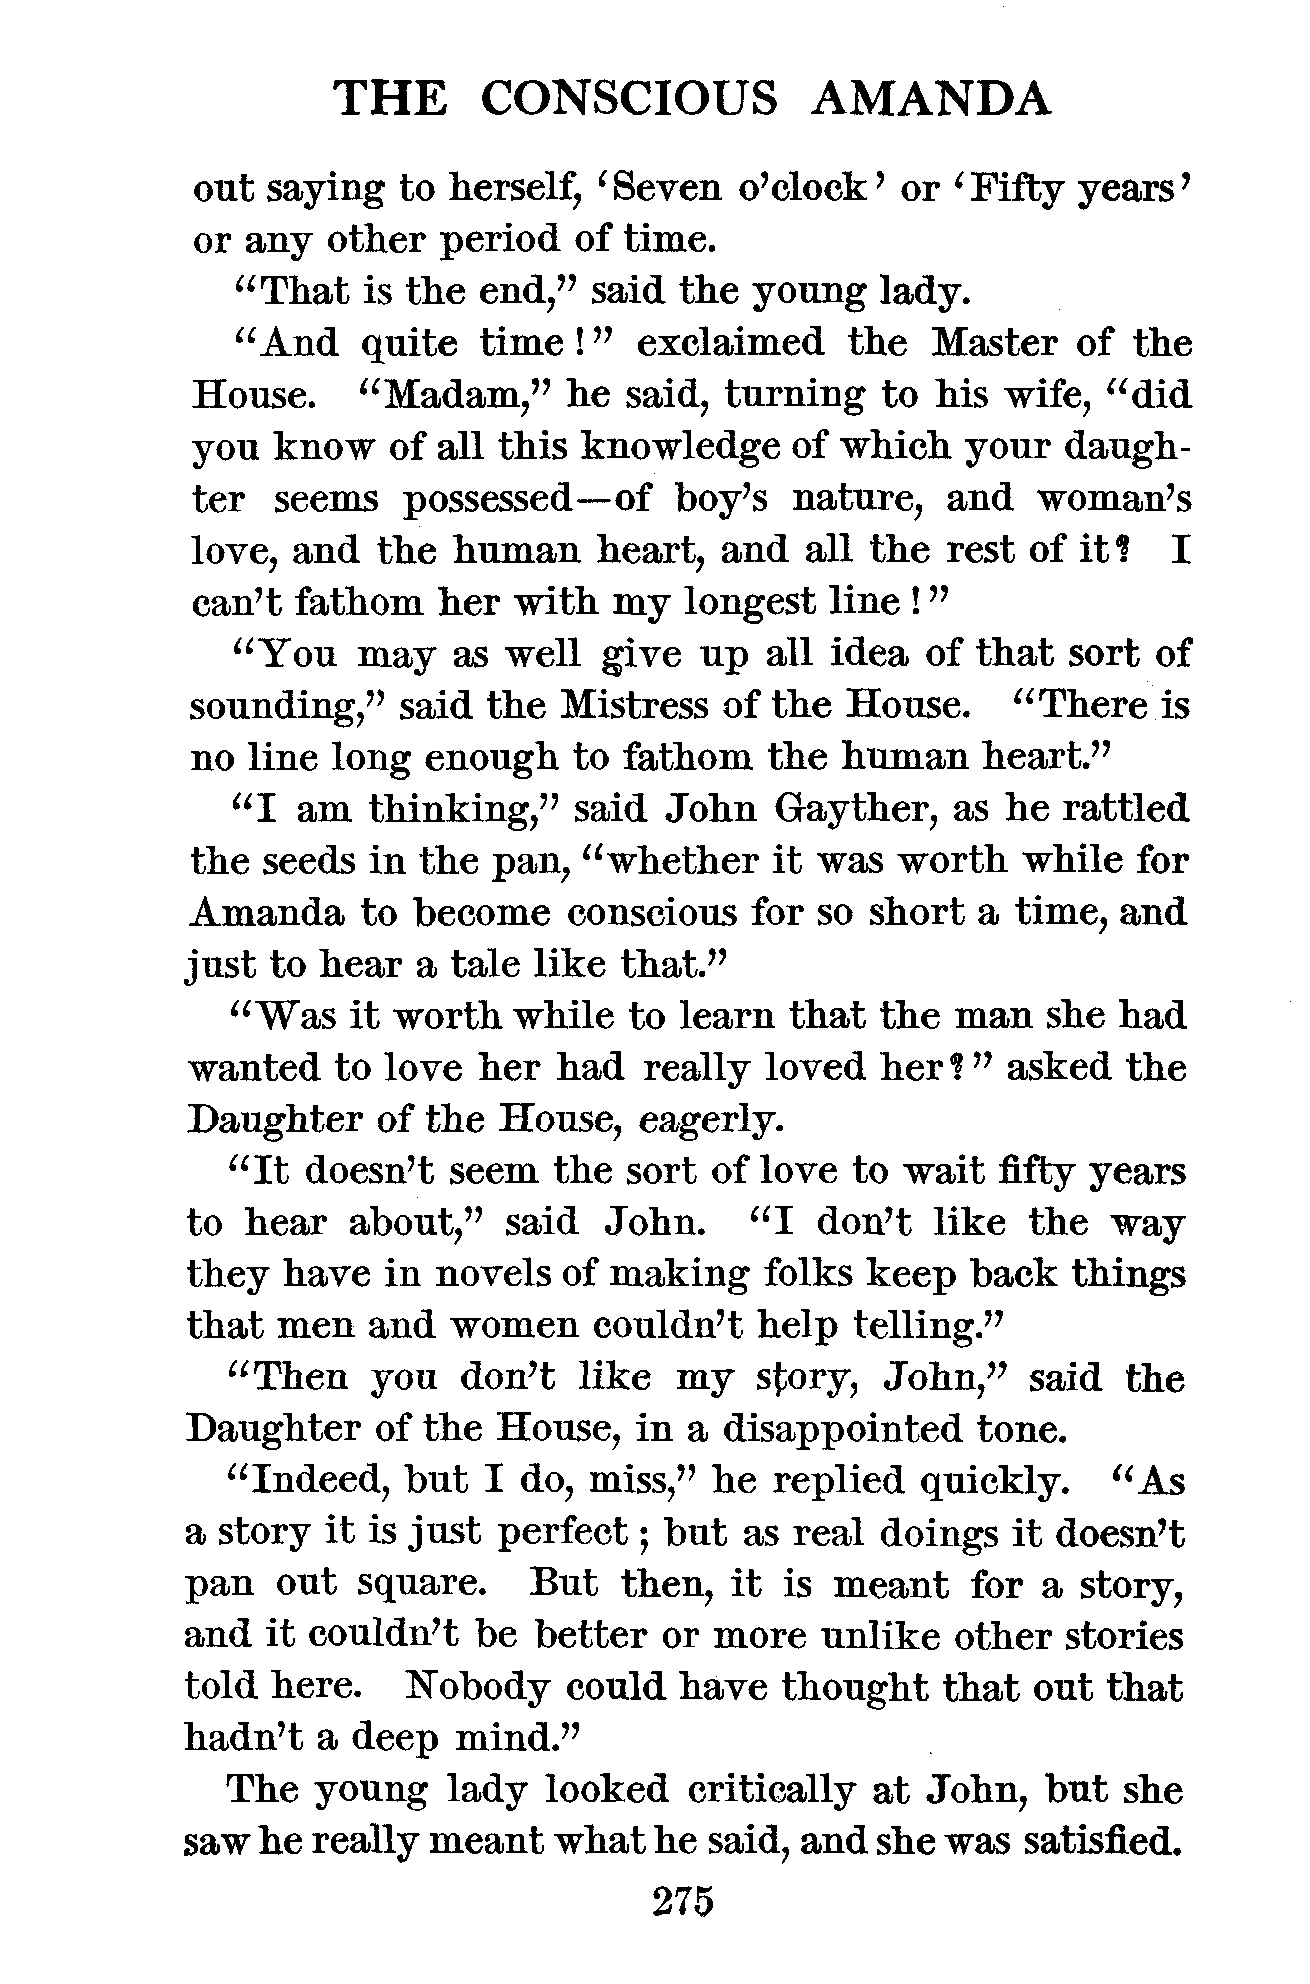 THE CONSCIOUS AMANDA
out saying to herself, ‘Seven o’clock’ or ‘Fifty years’
or any other period of time.
“That is the end,” said the young lady.
“And quite time!” exclaimed the Master of the
House. “Madam,” he said, turning to his wife, “did
you know of all this knowledge of which your daugh-
ter seems possessed—of boy’s nature, and woman’s
love, and the human heart, and all the rest of it? I
can’t fathom her with my longest line!”
“You may as well give up all idea of that sort of
sounding,” said the Mistress of the House. “There is
no line long enough to fathom the human heart.”
“I am thinking,” said John Gayther, as he rattled
the seeds in the pan, “whether it was worth while for
Amanda to become conscious for so short a time, and
just to hear a tale like that.”
“Was it worth while to learn that the man she had
wanted to love her had really loved her?” asked the
Daughter of the House, eagerly.
“It doesn’t seem the sort of love to wait fifty years
to hear about,” said John. “I don’t like the way
they have in novels of making folks keep back things
that men and women couldn’t help telling.”
“Then you don’t like my story, John,” said the
Daughter of the House, in a disappointed tone.
“Indeed, but I do, miss,” he replied quickly. “As
a story it is just perfect; but as real doings it doesn’t
pan out square. But then, it is meant for a story,
and it couldn’t be better or more unlike other stories
told here. Nobody could have thought that out that
hadn’t a deep mind.”
The young lady looked critically at John, but she
saw he really meant what he said, and she was satisfied.
275